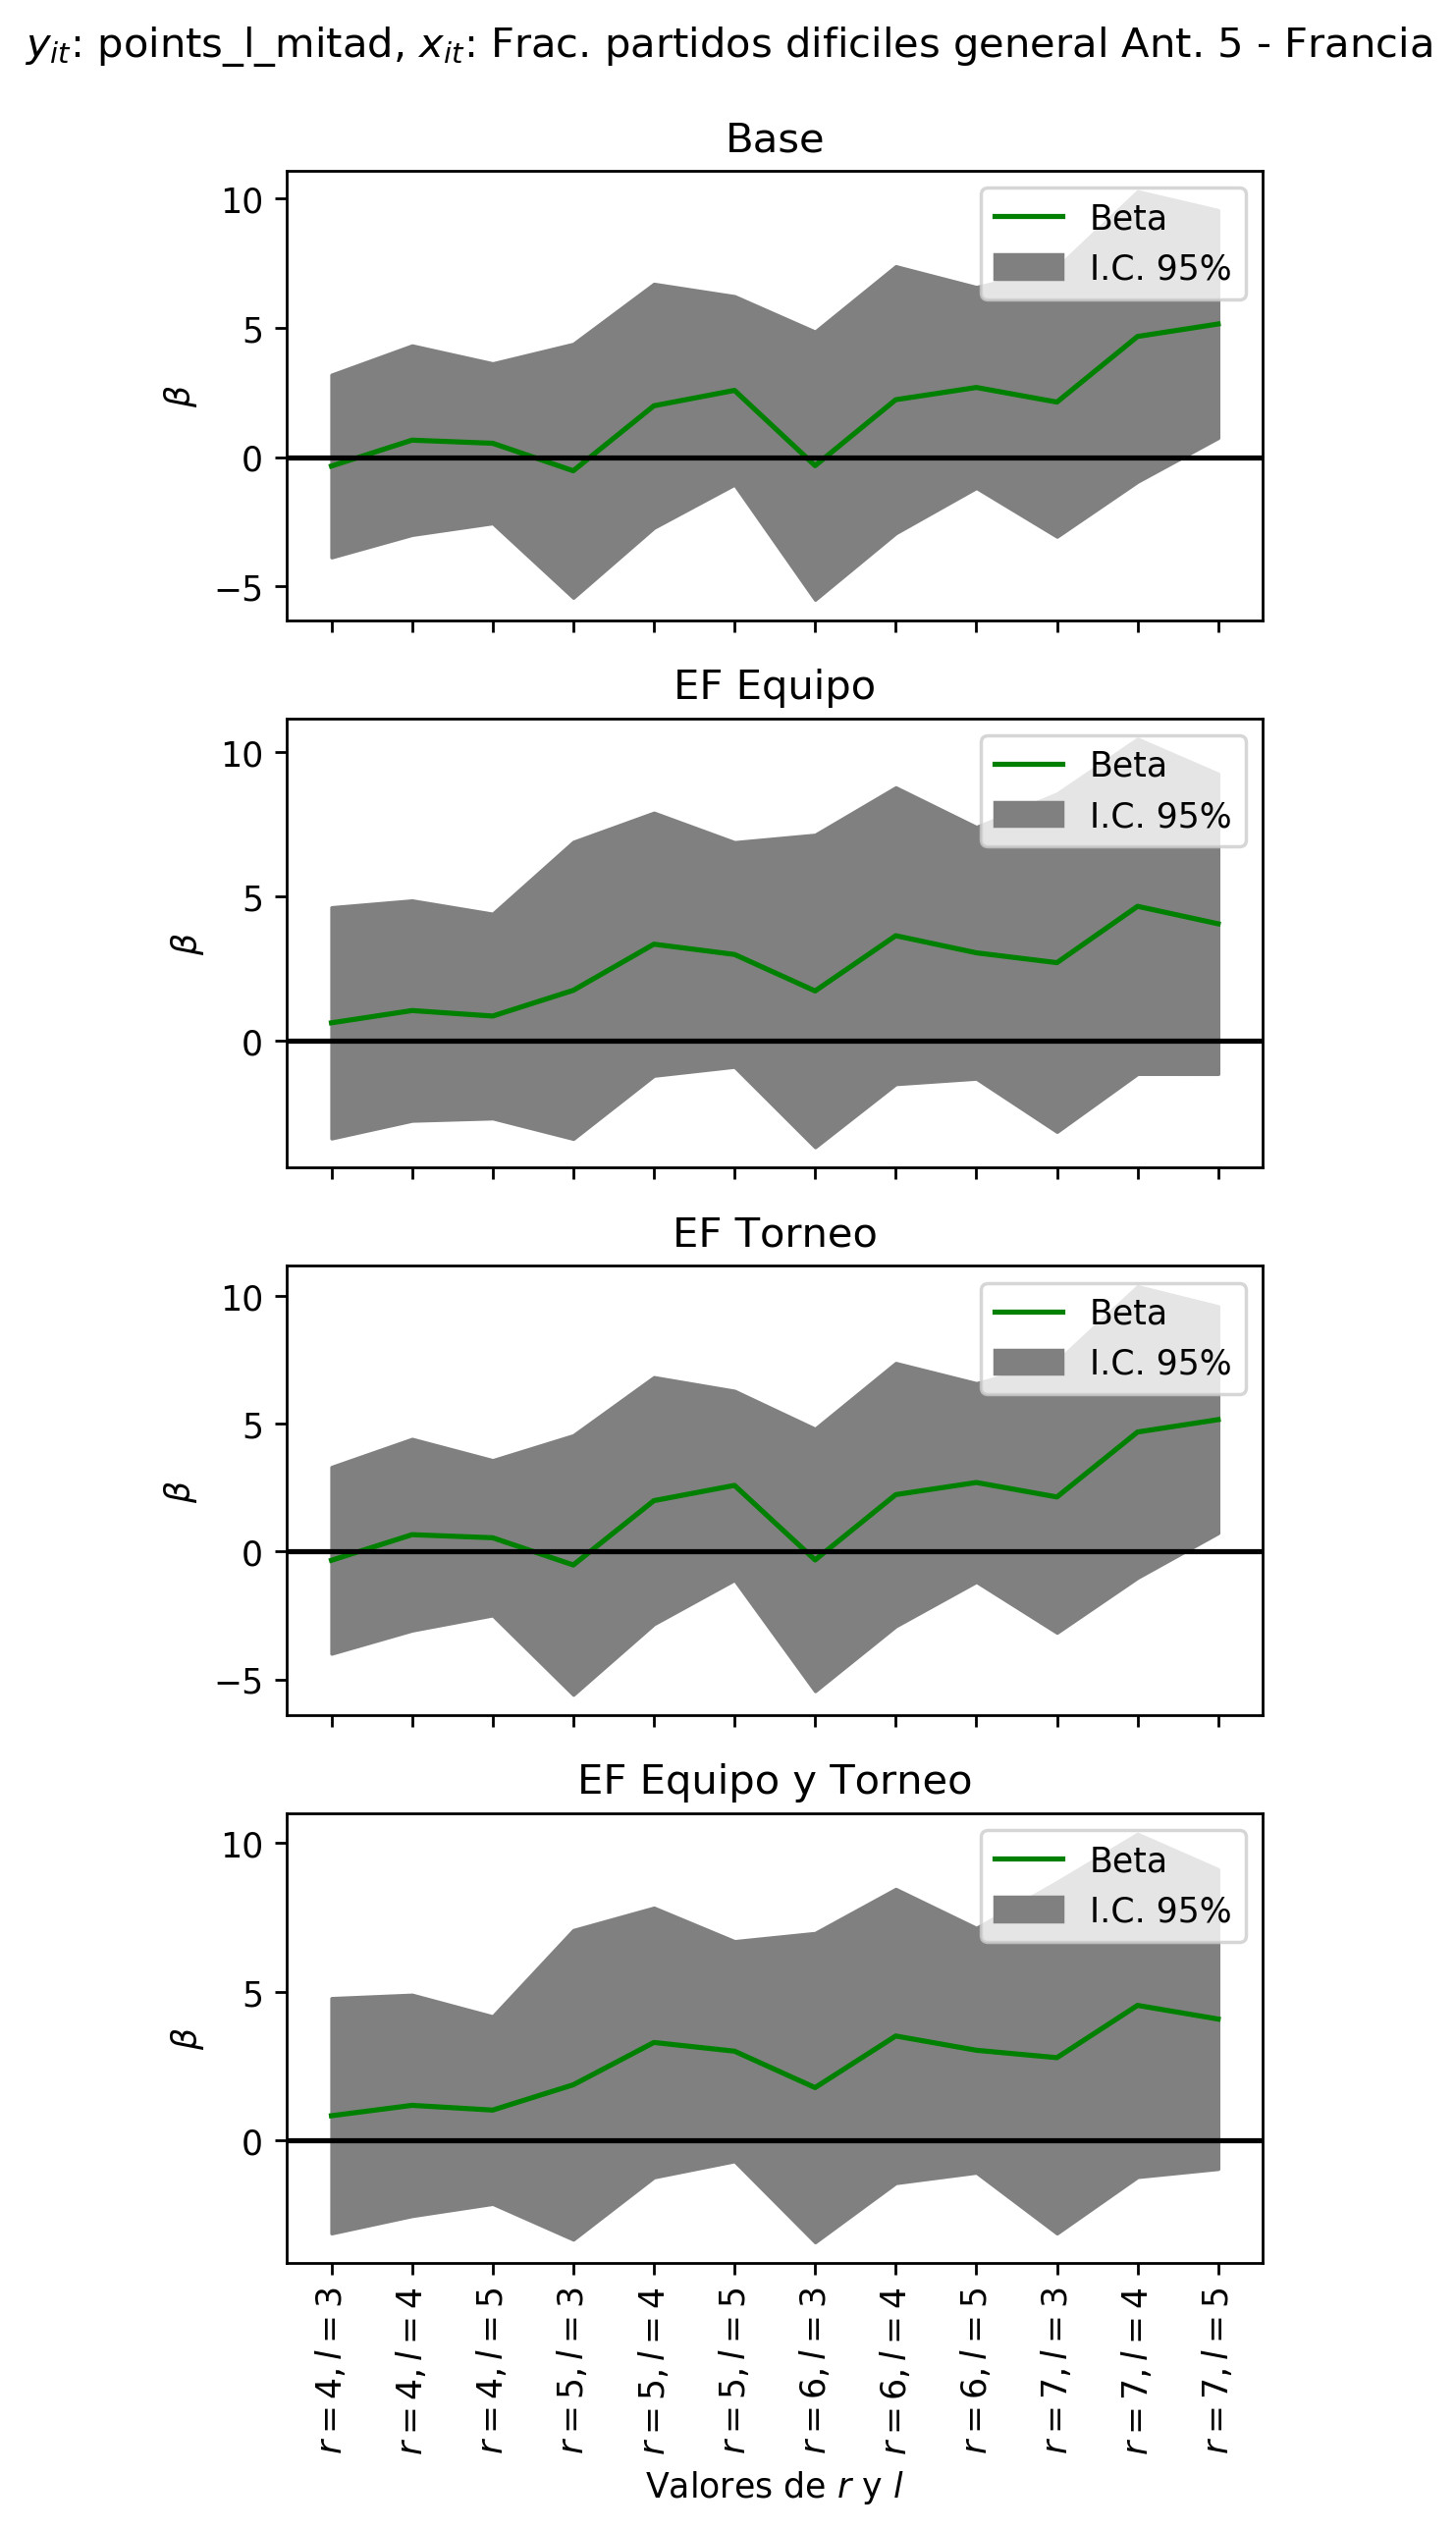 y_it: points_l_mitad, x_it: Frac. partidos dificiles general Ant. 5 - Francia
Base
10
5
0
−5
β
Beta
I.C. 95%
EF Equipo
10
5
0
β
Beta
I.C. 95%
EF Torneo
10
5
0
−5
β
Beta
I.C. 95%
EF Equipo y Torneo
10
5
0
β
Beta
I.C. 95%
r = 4, l = 3
r = 4, l = 4
r = 4, l = 5
r = 5, l = 3
r = 5, l = 4
r = 5, l = 5
r = 6, l = 3
r = 6, l = 4
r = 6, l = 5
r = 7, l = 3
r = 7, l = 4
r = 7, l = 5
Valores de r y l